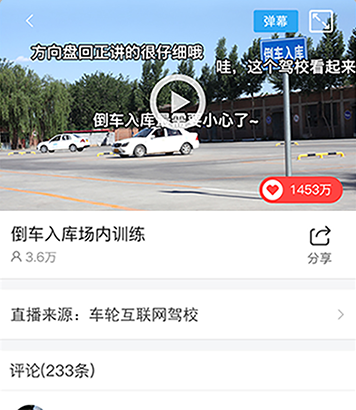 弹幕
倒车入库
方向盘回正讲的很仔细哦
哇，这个驾校看起来
倒车入库最需要小心了~
1453万
倒车入库场内训练
3.6万
分享
直播来源：车轮互联网驾校
评论(233条)